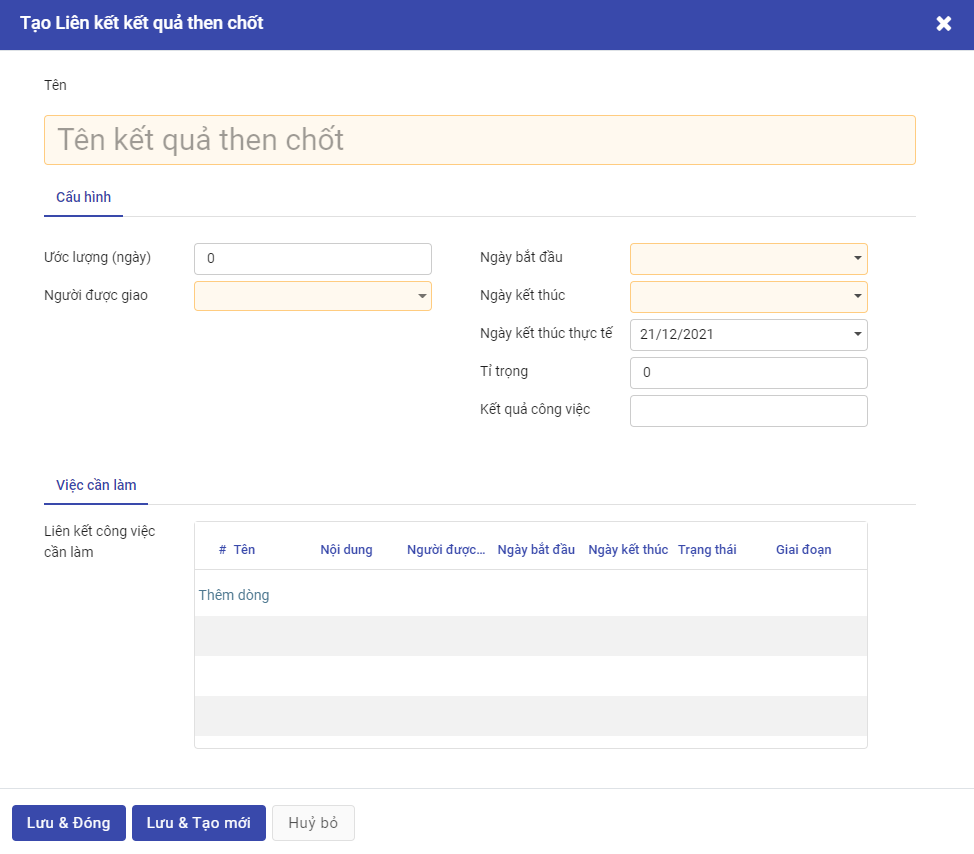 Tạo Liên kết kết quả then chốt
Tên
Tên kết quả then chốt
Cấu hình
Ước lượng (ngày) 0
Người được giao
Ngày bắt đầu
Ngày kết thúc
Ngày kết thúc thực tế 21/12/2021
Tỉ trọng 0
Kết quả công việc
Việc cần làm
Liên kết công việc
cần làm
# Tên Nội dung Người được... Ngày bắt đầu Ngày kết thúc Trạng thái Giai đoạn
Thêm dòng
Lưu & Đóng Lưu & Tạo mới Huỷ bỏ